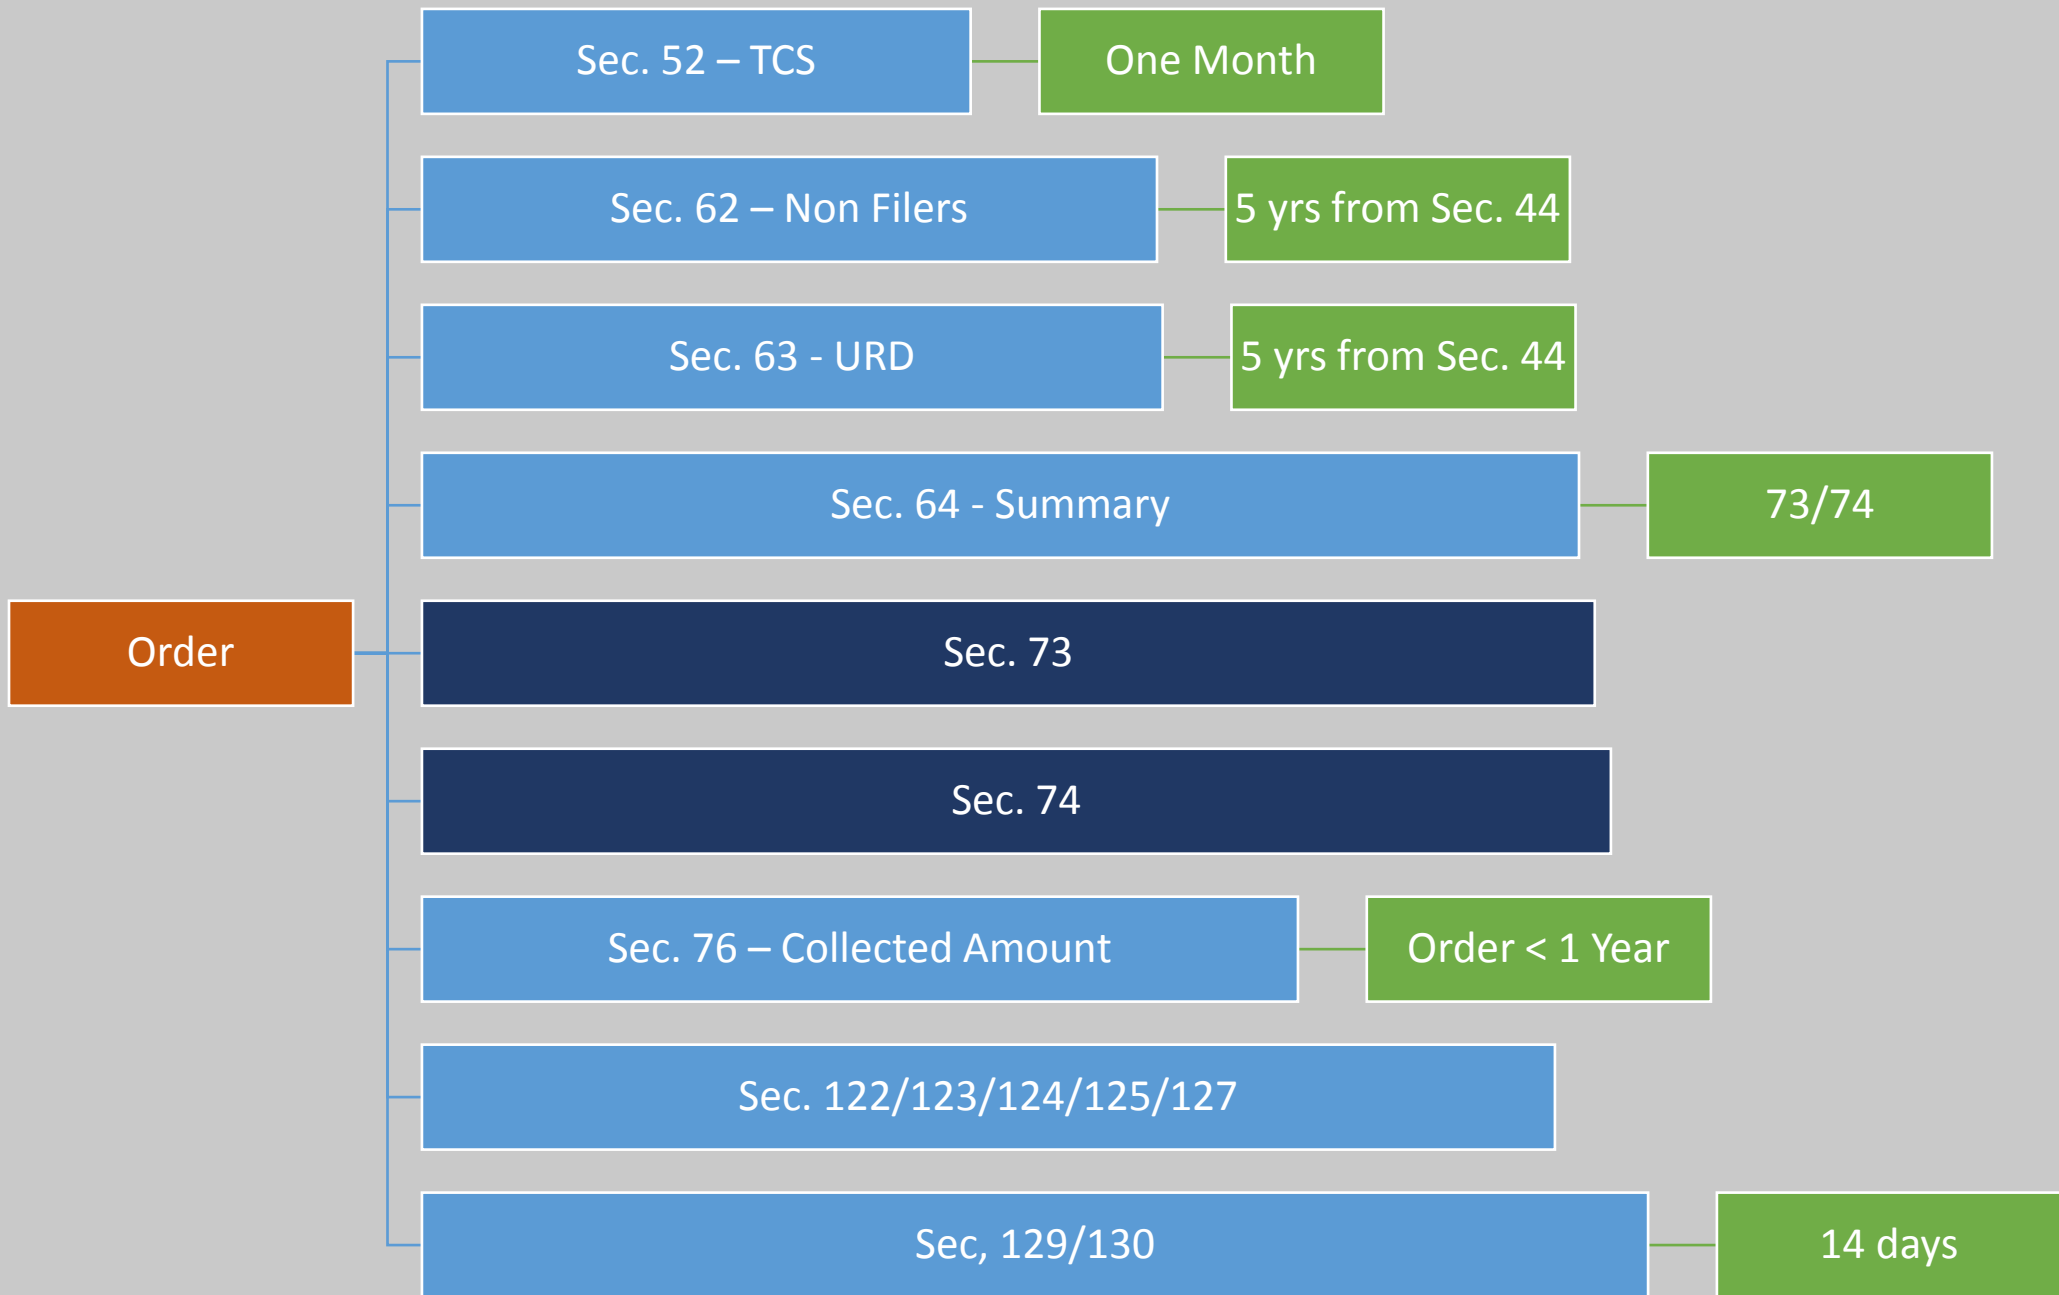 Sec. 52 – TCS
One Month
Sec. 62 – Non Filers
5 yrs from Sec. 44
Sec. 63 - URD
5 yrs from Sec. 44
Sec. 64 - Summary
73/74
Order
Sec. 73
Sec. 74
Sec. 76 – Collected Amount
Order < 1 Year
Sec. 122/123/124/125/127
Sec, 129/130
14 days